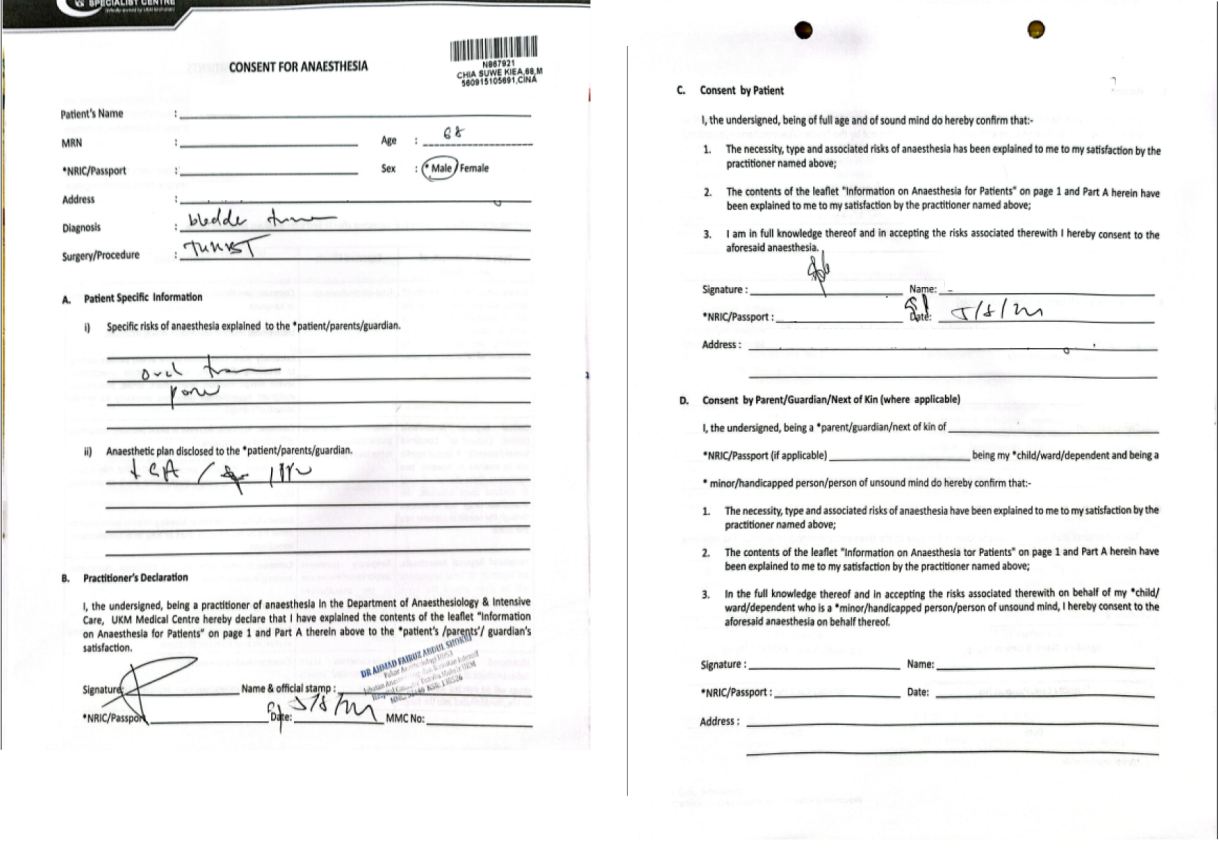 SPECIALIST CENTRE
CONSENT FOR ANAESTHESIA
N867921
CHIA SUWE KIEA,68,M
560915105691,CINA
Patient's Name :
MRN : Age : 68
*NRIC/Passport : Sex : (* Male / Female
Address :
Diagnosis : bladder
Surgery/Procedure : TURBT
A. Patient Specific Information
i) Specific risks of anaesthesia explained to the *patient/parents/guardian.
ii) Anaesthetic plan disclosed to the *patient/parents/guardian.
B. Practitioner's Declaration
I, the undersigned, being a practitioner of anaesthesia in the Department of Anaesthesiology & Intensive
Care, UKM Medical Centre hereby declare that I have explained the contents of the leaflet "Information
on Anaesthesia for Patients" on page 1 and Part A therein above to the *patient's /parents'/ guardian's
satisfaction.
DR AHMAD FAIRUZ ABDUL SHOKRI
Signature: Name & official stamp :
*NRIC/Passport Date: MMC No:
C. Consent by Patient
I, the undersigned, being of full age and of sound mind do hereby confirm that:-
1. The necessity, type and associated risks of anaesthesia has been explained to me to my satisfaction by the
practitioner named above;
2. The contents of the leaflet "Information on Anaesthesia for Patients" on page 1 and Part A herein have
been explained to me to my satisfaction by the practitioner named above;
3. I am in full knowledge thereof and in accepting the risks associated therewith I hereby consent to the
aforesaid anaesthesia.
Signature : Name:
*NRIC/Passport : Date:
Address :
D. Consent by Parent/Guardian/Next of Kin (where applicable)
I, the undersigned, being a *parent/guardian/next of kin of
*NRIC/Passport (if applicable) being my *child/ward/dependent and being a
* minor/handicapped person/person of unsound mind do hereby confirm that:-
1. The necessity, type and associated risks of anaesthesia have been explained to me to my satisfaction by the
practitioner named above;
2. The contents of the leaflet "Information on Anaesthesia tor Patients" on page 1 and Part A herein have
been explained to me to my satisfaction by the practitioner named above;
3. In the full knowledge thereof and in accepting the risks associated therewith on behalf of my *child/
ward/dependent who is a *minor/handicapped person/person of unsound mind, I hereby consent to the
aforesaid anaesthesia on behalf thereof.
Signature : Name:
*NRIC/Passport : Date:
Address :